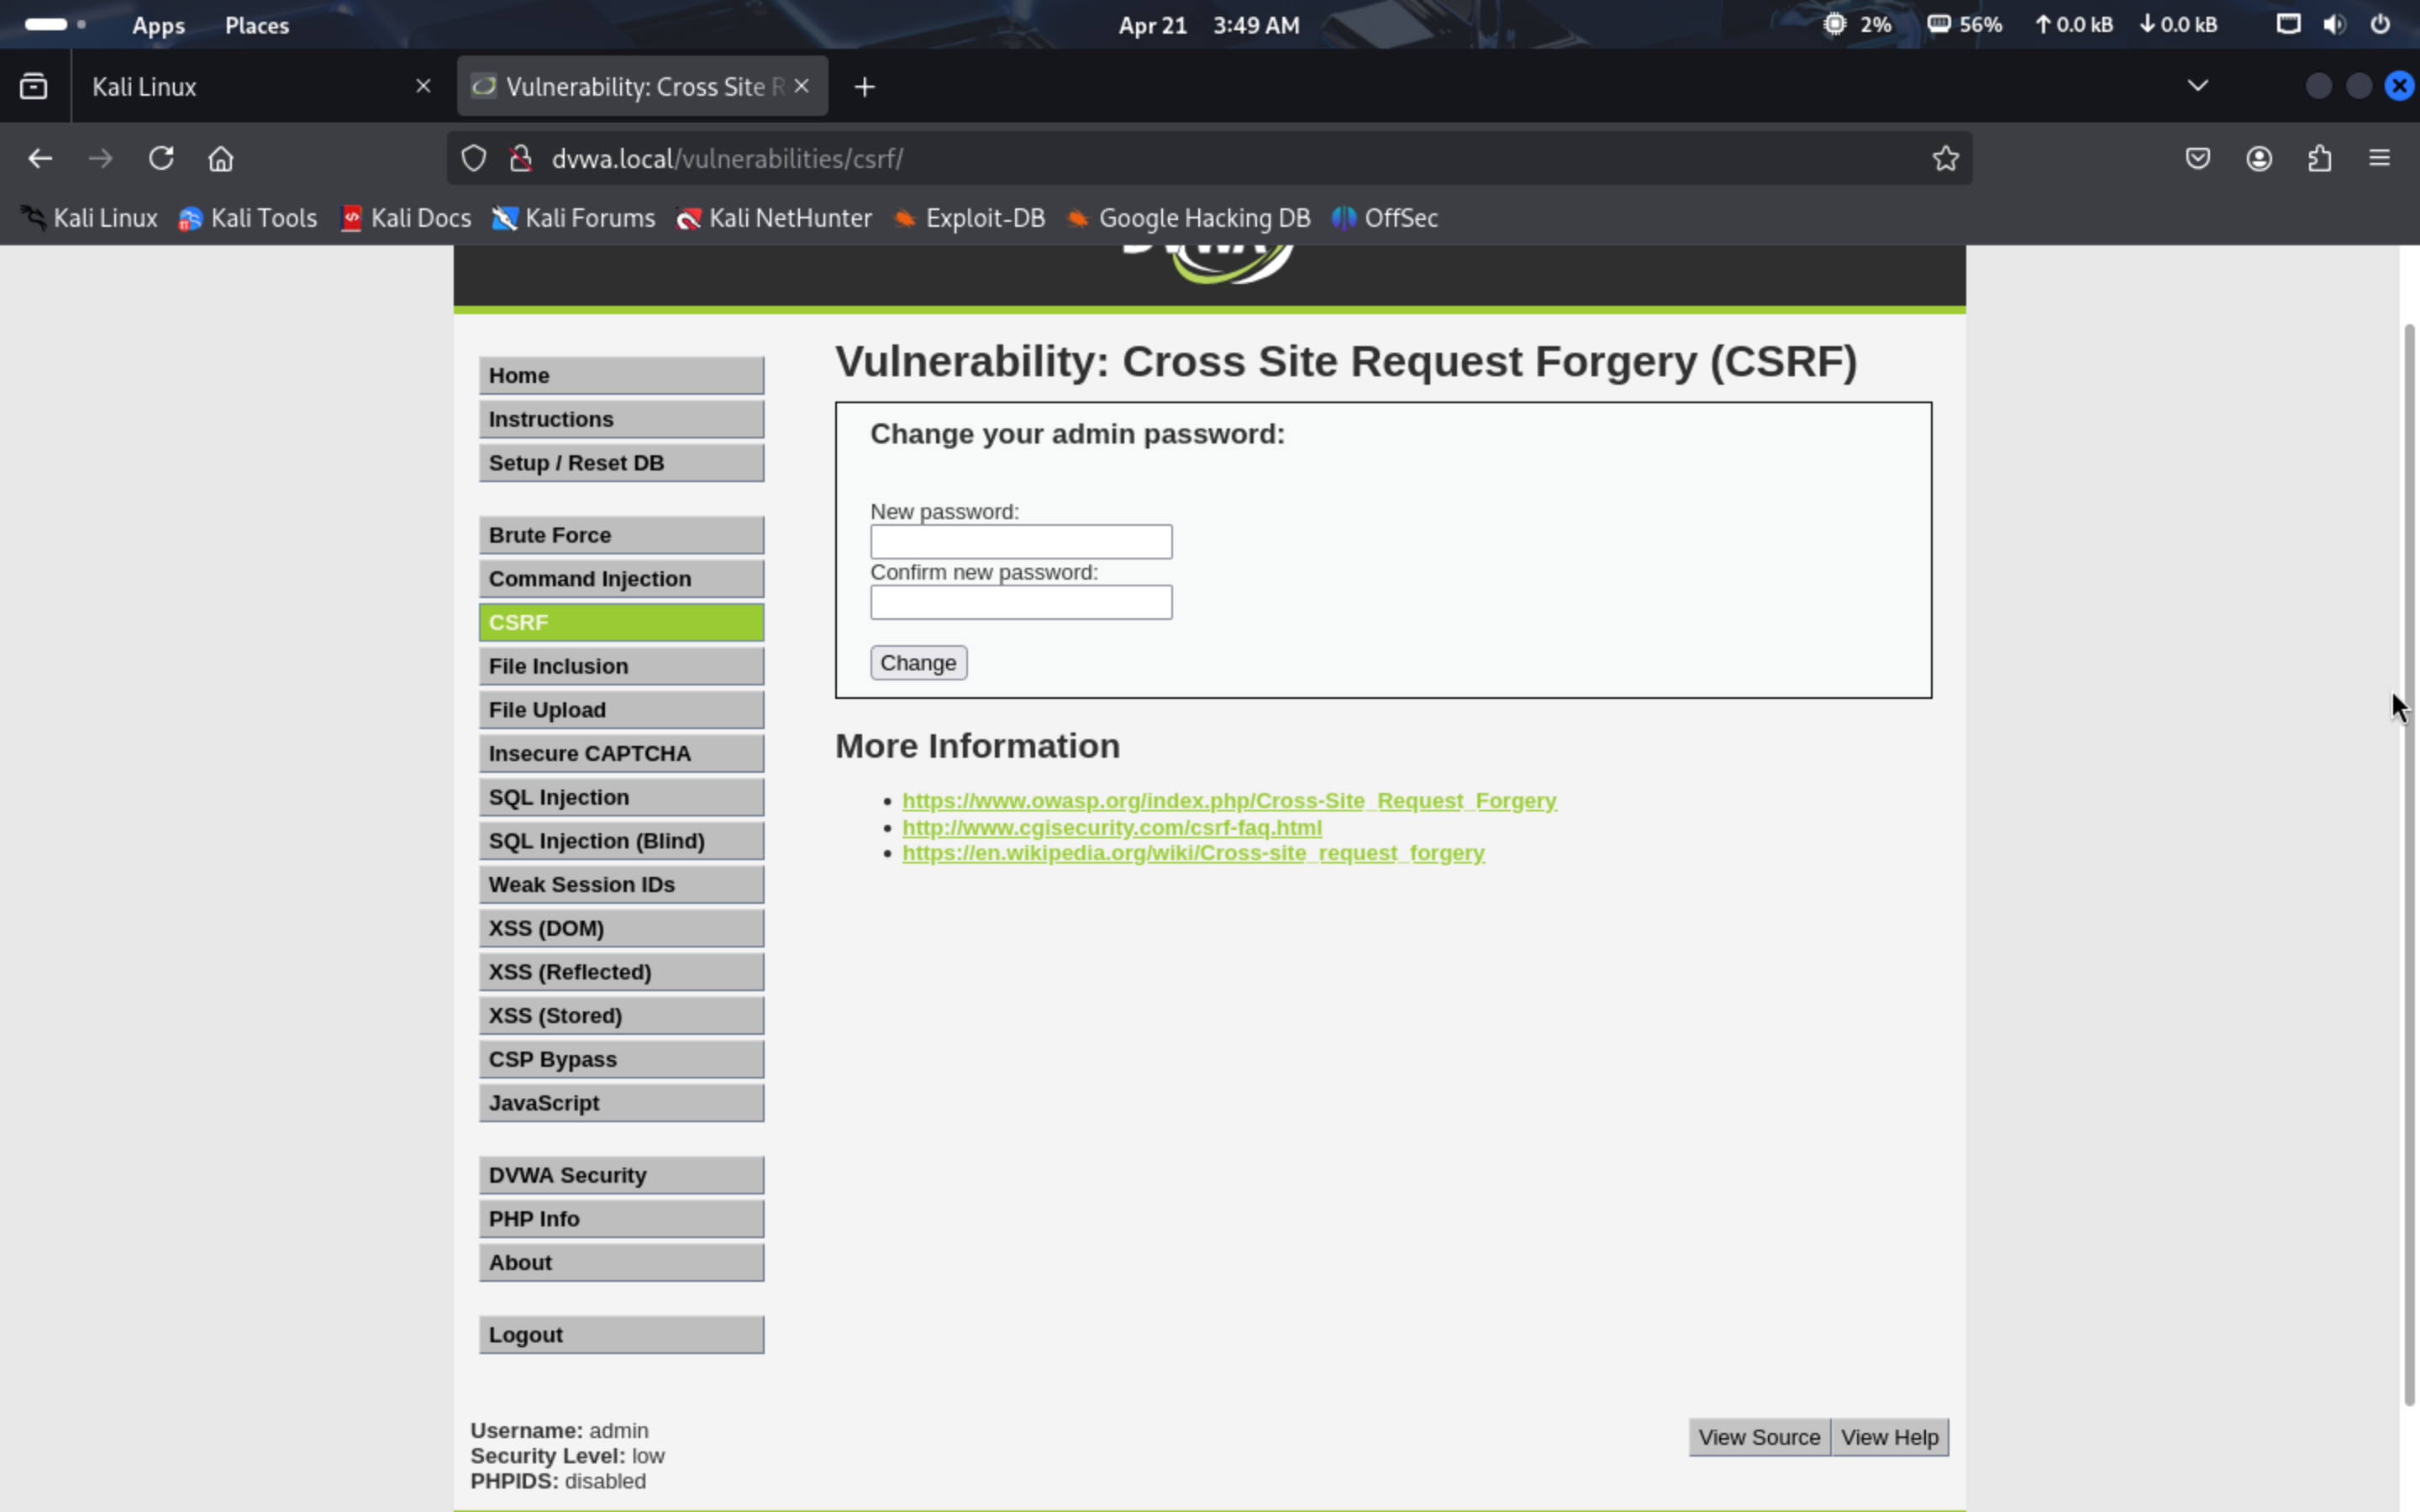 Apps Places Apr 21 3:49 AM 2% 56% ↑0.0 kB ↓0.0 kB
Kali Linux Vulnerability: Cross Site R
dvwa.local/vulnerabilities/csrf/
Kali Linux Kali Tools Kali Docs Kali Forums Kali NetHunter Exploit-DB Google Hacking DB OffSec
DVWA
Home
Instructions
Setup / Reset DB
Brute Force
Command Injection
CSRF
File Inclusion
File Upload
Insecure CAPTCHA
SQL Injection
SQL Injection (Blind)
Weak Session IDs
XSS (DOM)
XSS (Reflected)
XSS (Stored)
CSP Bypass
JavaScript
DVWA Security
PHP Info
About
Logout
Vulnerability: Cross Site Request Forgery (CSRF)
Change your admin password:
New password:
Confirm new password:
Change
More Information
https://www.owasp.org/index.php/Cross-Site_Request_Forgery
http://www.cgisecurity.com/csrf-faq.html
https://en.wikipedia.org/wiki/Cross-site_request_forgery
Username: admin
Security Level: low
PHPIDS: disabled
View Source View Help